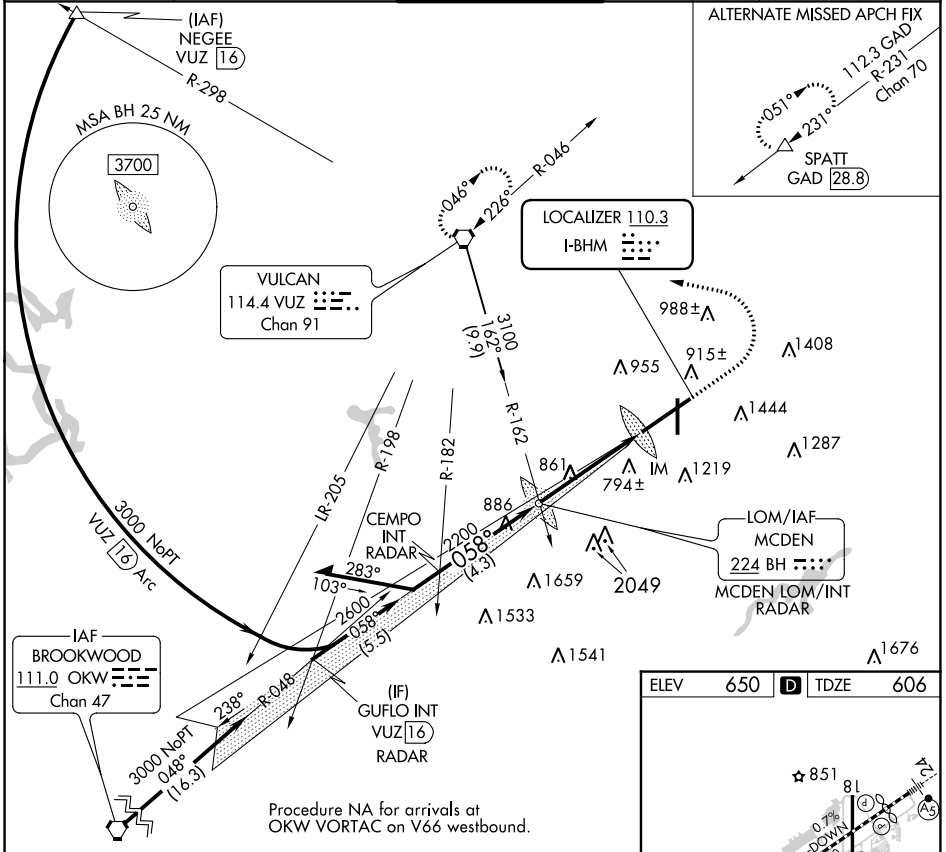 (IAF)
NEGEE
VUZ 16
R-298
MSA BH 25 NM
3700
ALTERNATE MISSED APCH FIX
112.3 GAD
R-231
Chan 70
051°
231°
SPATT
GAD 28.8
R-046
046°
226°
LOCALIZER 110.3
I-BHM
VULCAN
114.4 VUZ
Chan 91
3100
162°
(9.9)
R-162
988±
915±
955
1408
1444
1287
1219
IM
794±
861
886
LR-205
R-198
R-182
CEMPO
INT
RADAR
2200
058°
(4.3)
LOM/IAF
MCDEN
224 BH
MCDEN LOM/INT
RADAR
2049
1659
1533
1541
1676
3000 NoPT
VUZ 16 Arc
283°
103°
2600
058°
(5.5)
IAF
BROOKWOOD
111.0 OKW
Chan 47
238°
R-048
(IF)
GUFLO INT
VUZ 16
RADAR
3000 NoPT
048°
(16.3)
Procedure NA for arrivals at
OKW VORTAC on V66 westbound.
ELEV 650 D TDZE 606
851
18
24
0.7%
DOWN
P
P
A5